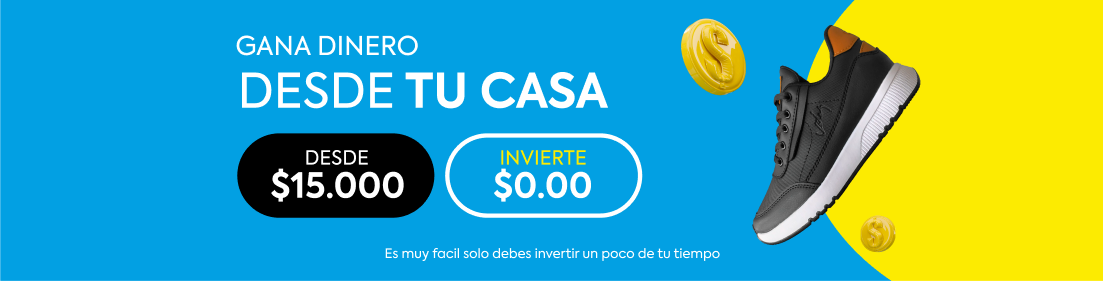 GANA DINERO
DESDE TU CASA
DESDE
$15.000
INVIERTE
$0.00
Es muy facil solo debes invertir un poco de tu tiempo